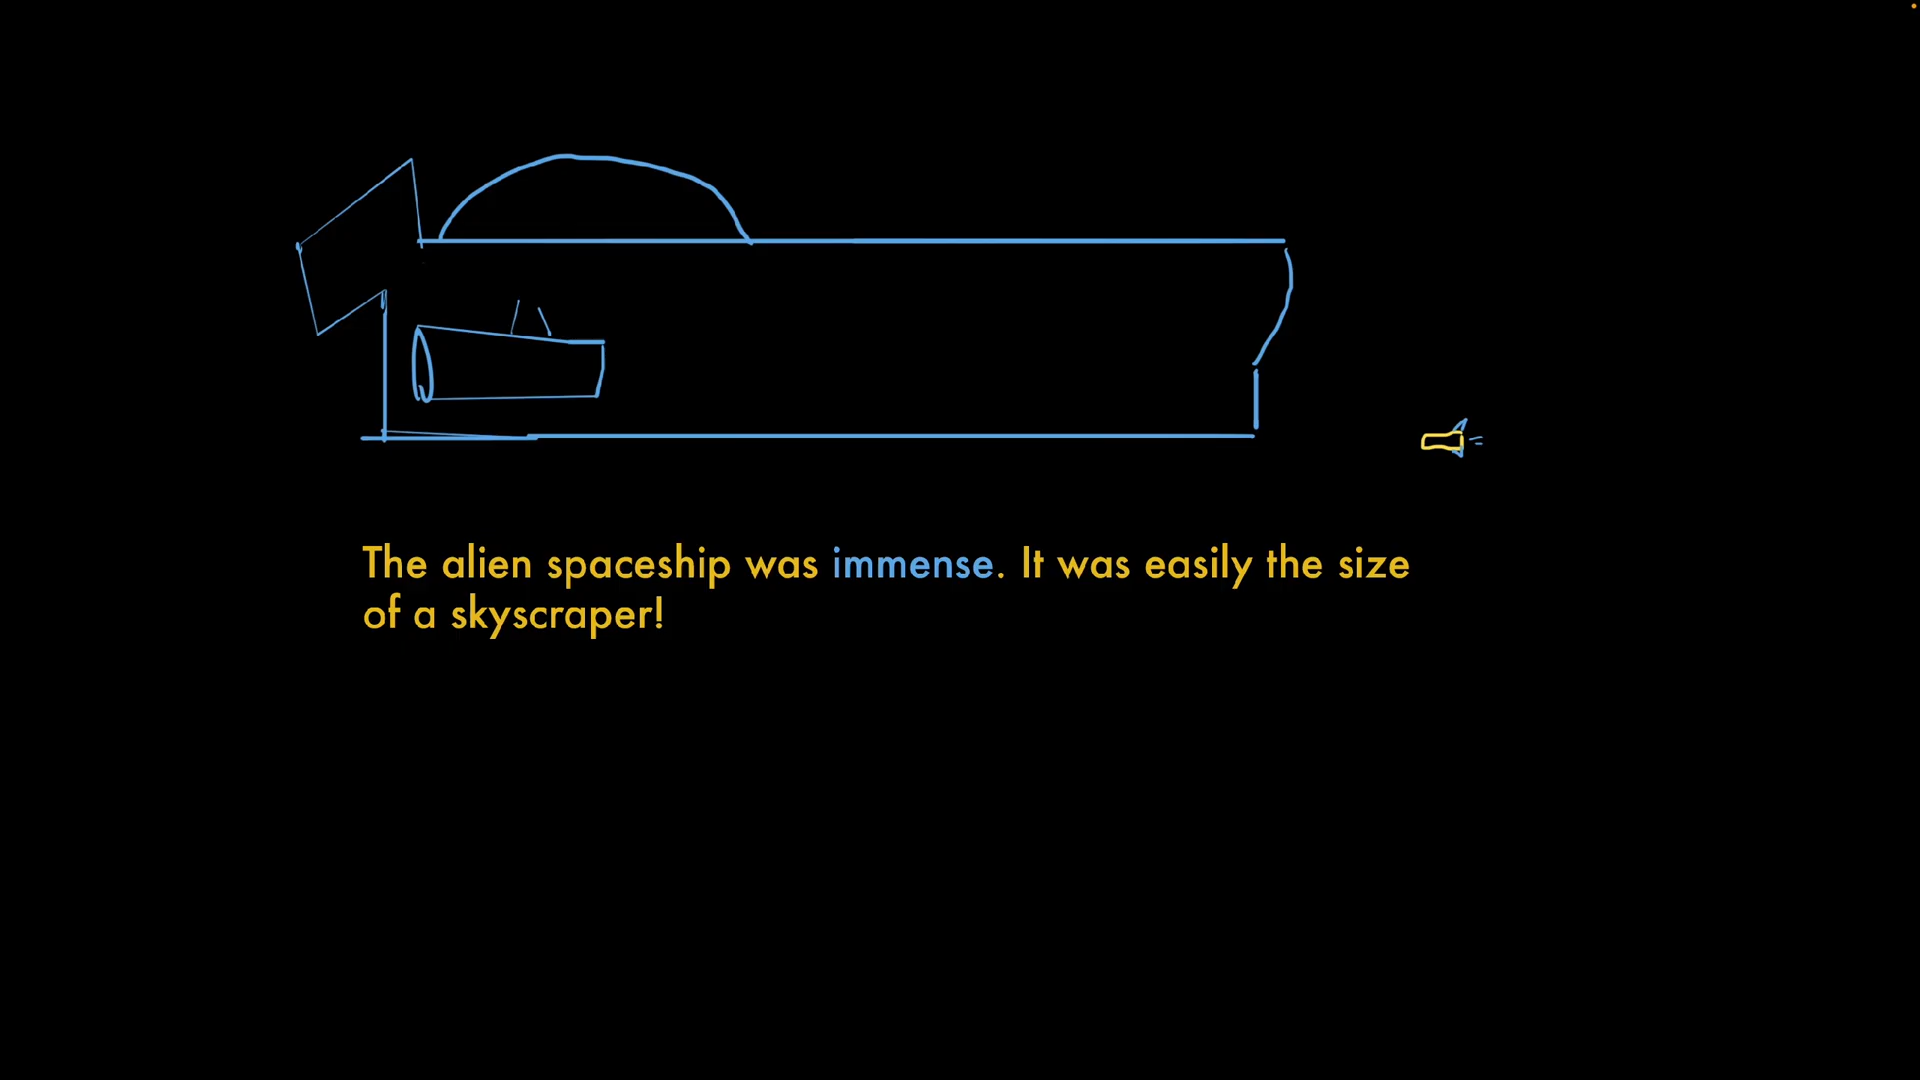 The alien spaceship was immense. It was easily the size
of a skyscraper!